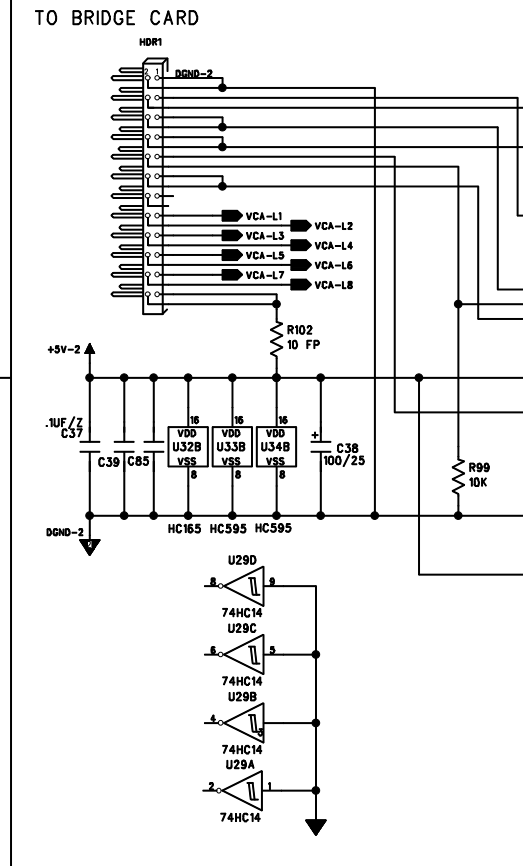 TO BRIDGE CARD
HDR1
2 1
DGND-2
VCA-L1
VCA-L2
VCA-L3
VCA-L4
VCA-L5
VCA-L6
VCA-L7
VCA-L8
R102
10 FP
+5V-2
.1UF/Z
C37
C39
C85
16
VDD
U32B
VSS
8
16
VDD
U33B
VSS
8
16
VDD
U34B
VSS
8
+
C38
100/25
R99
10K
HC165
HC595
HC595
DGND-2
U29D
8 9
74HC14
U29C
6 5
74HC14
U29B
4 3
74HC14
U29A
2 1
74HC14